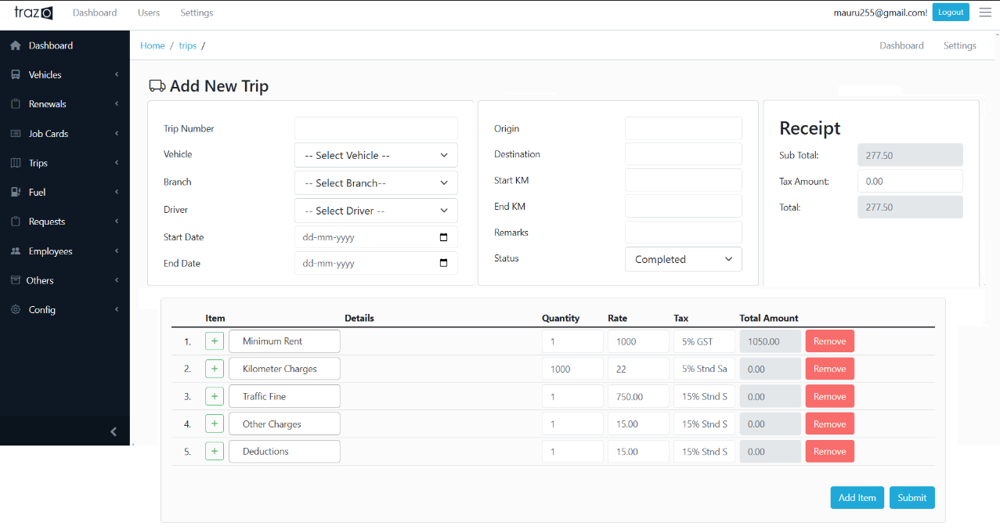 trazo Dashboard Users Settings mauru255@gmail.com! Logout
Dashboard
Vehicles
Renewals
Job Cards
Trips
Fuel
Requests
Employees
Others
Config
Home / trips / Dashboard Settings
Add New Trip
Trip Number
Vehicle -- Select Vehicle --
Branch -- Select Branch--
Driver -- Select Driver --
Start Date dd-mm-yyyy
End Date dd-mm-yyyy
Origin
Destination
Start KM
End KM
Remarks
Status Completed
Receipt
Sub Total: 277.50
Tax Amount: 0.00
Total: 277.50
Item Details Quantity Rate Tax Total Amount
1. + Minimum Rent 1 1000 5% GST 1050.00 Remove
2. + Kilometer Charges 1000 22 5% Stnd Sa 0.00 Remove
3. + Traffic Fine 1 750.00 15% Stnd S 0.00 Remove
4. + Other Charges 1 15.00 15% Stnd S 0.00 Remove
5. + Deductions 1 15.00 15% Stnd S 0.00 Remove
Add Item Submit